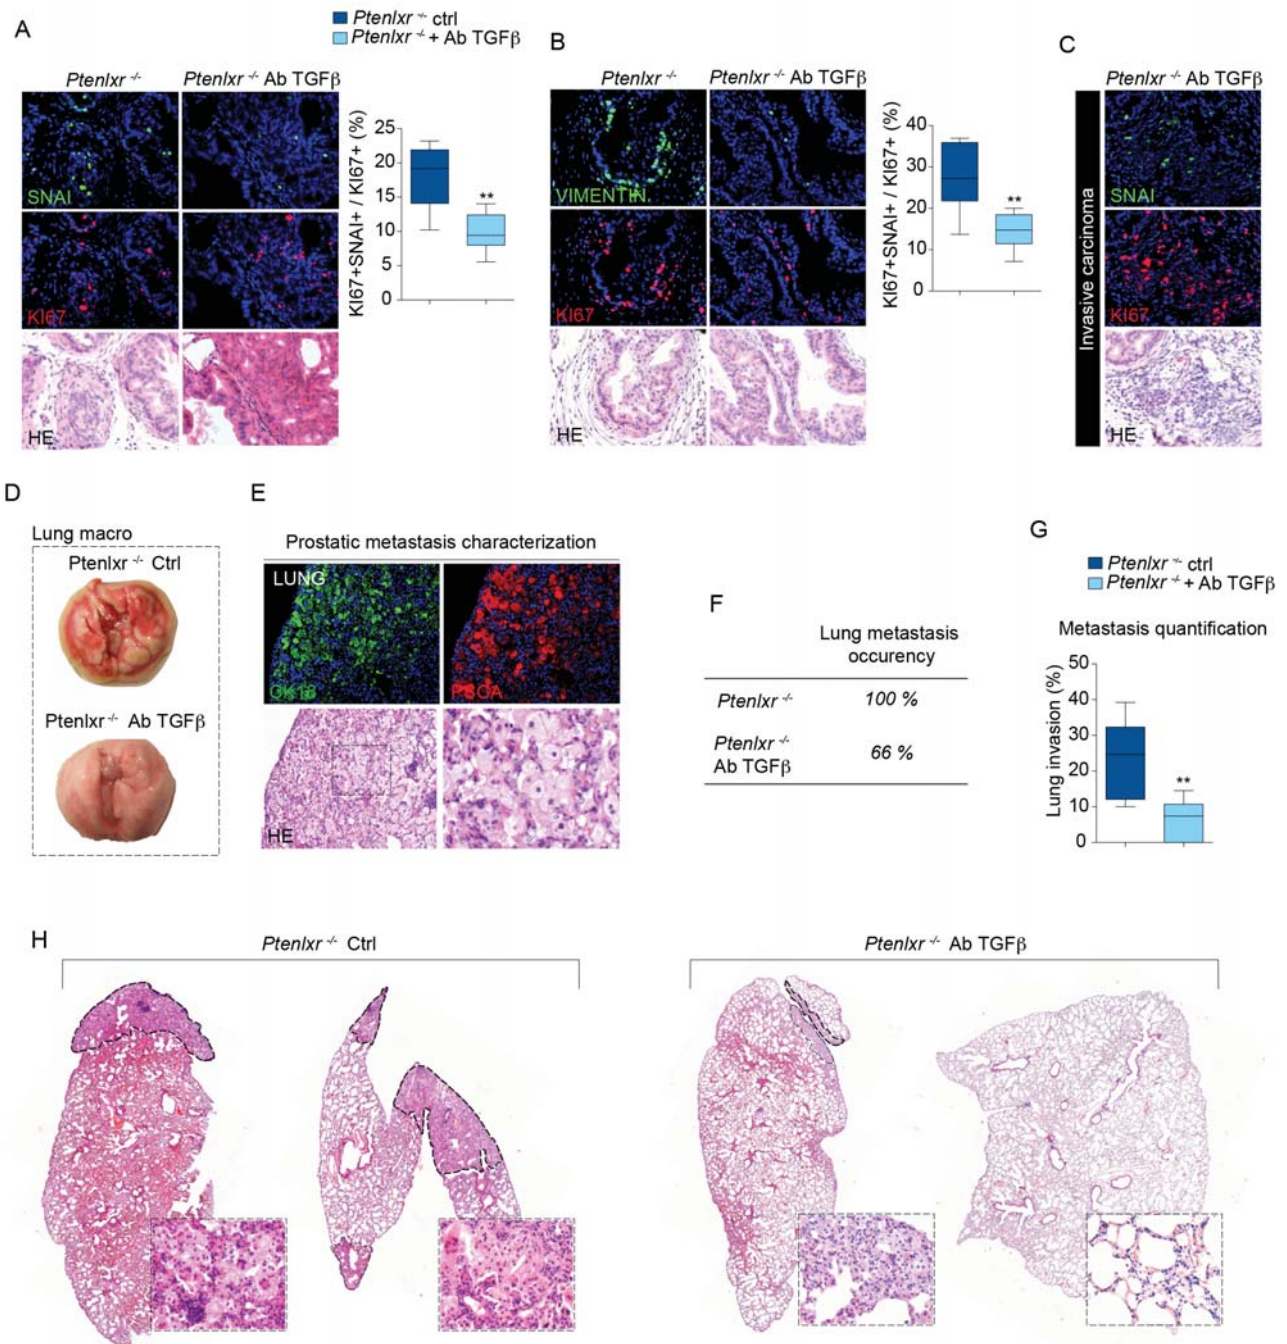 Ptenlxr -/- ctrl
Ptenlxr -/- + Ab TGFβ
A
Ptenlxr -/-
Ptenlxr -/- Ab TGFβ
SNAI
KI67
HE
KI67+SNAI+ / KI67+ (%)
25
20
15
10
5
0
**
B
Ptenlxr -/-
Ptenlxr -/- Ab TGFβ
VIMENTIN
KI67
HE
KI67+SNAI+ / KI67+ (%)
40
30
20
10
0
**
C
Ptenlxr -/- Ab TGFβ
Invasive carcinoma
SNAI
KI67
HE
D
Lung macro
Ptenlxr -/- Ctrl
Ptenlxr -/- Ab TGFβ
E
Prostatic metastasis characterization
LUNG
CK18
PSCA
HE
F
Lung metastasis
occurency
Ptenlxr -/-
100 %
Ptenlxr -/-
Ab TGFβ
66 %
G
Ptenlxr -/- ctrl
Ptenlxr -/- + Ab TGFβ
Metastasis quantification
Lung invasion (%)
50
40
30
20
10
0
**
H
Ptenlxr -/- Ctrl
Ptenlxr -/- Ab TGFβ